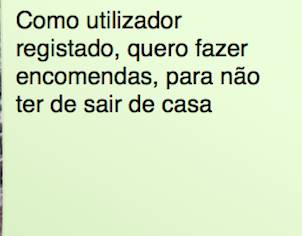 Como utilizador
registado, quero fazer
encomendas, para não
ter de sair de casa